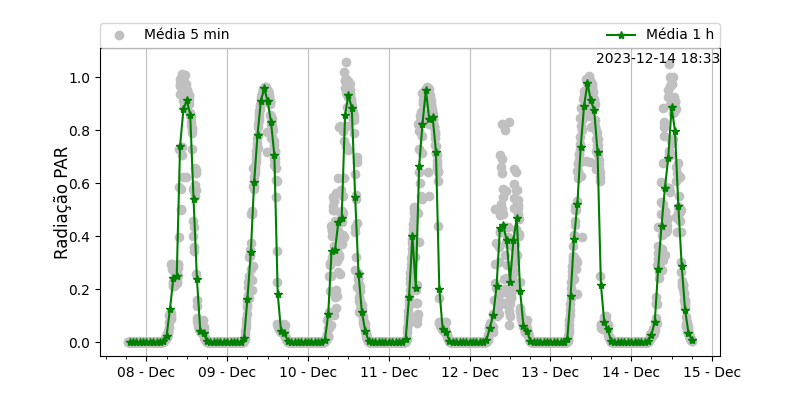 Média 5 min
Média 1 h
2023-12-14 18:33
Radiação PAR
1.0
0.8
0.6
0.4
0.2
0.0
08 - Dec
09 - Dec
10 - Dec
11 - Dec
12 - Dec
13 - Dec
14 - Dec
15 - Dec